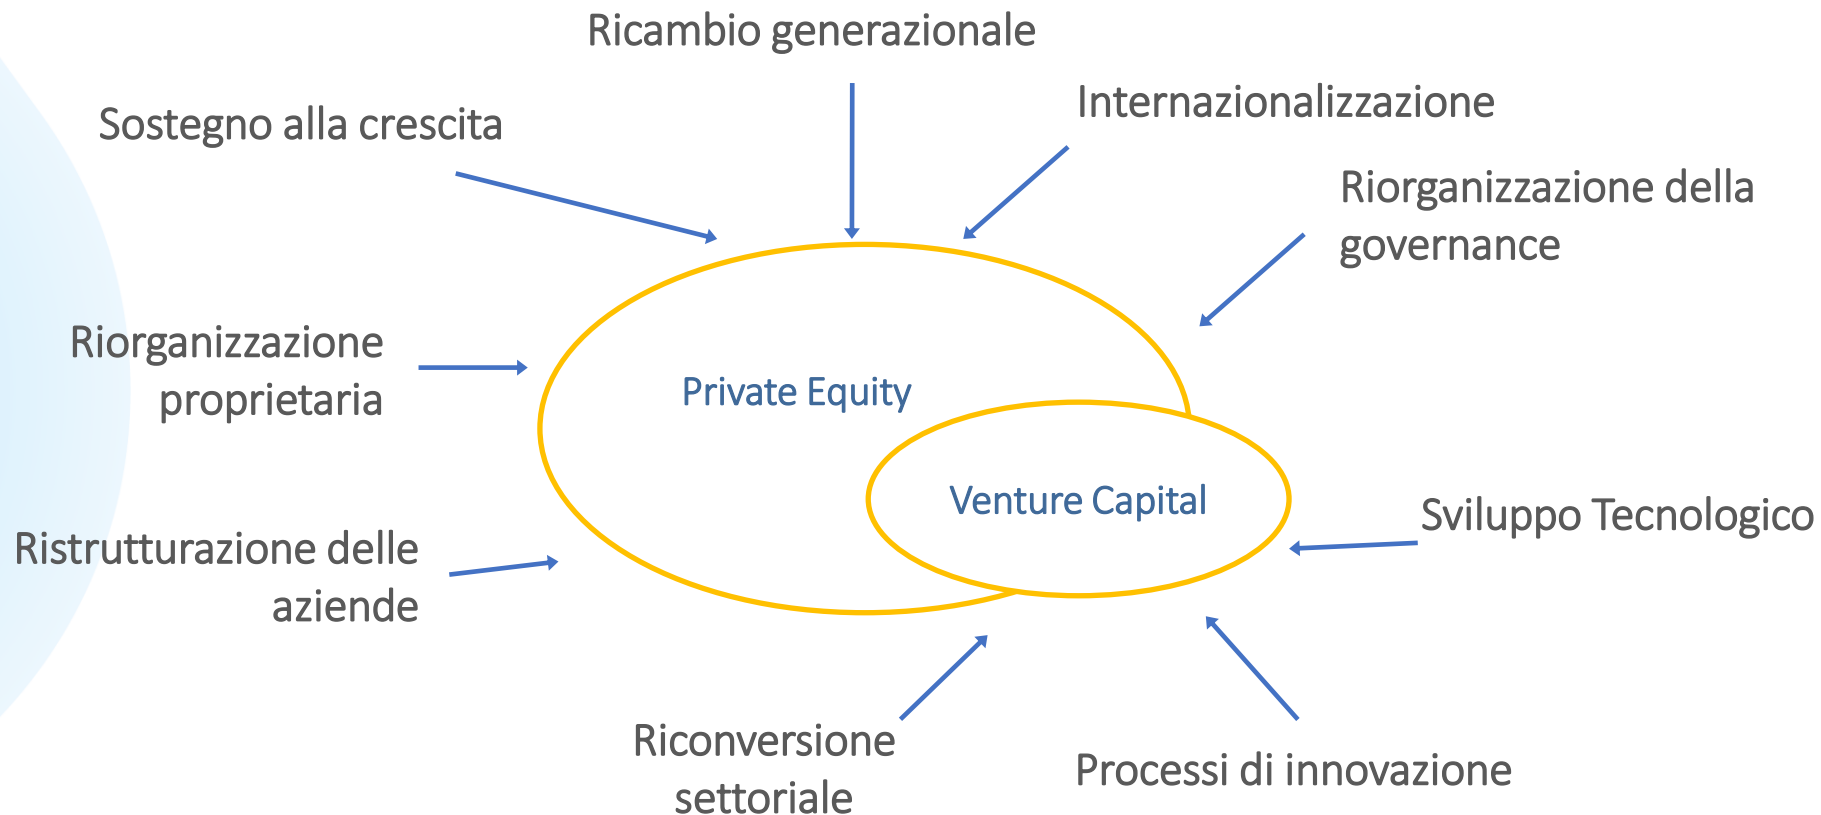 Ricambio generazionale
Internazionalizzazione
Sostegno alla crescita
Riorganizzazione della
governance
Riorganizzazione
proprietaria
Private Equity
Venture Capital
Sviluppo Tecnologico
Ristrutturazione delle
aziende
Riconversione
settoriale
Processi di innovazione